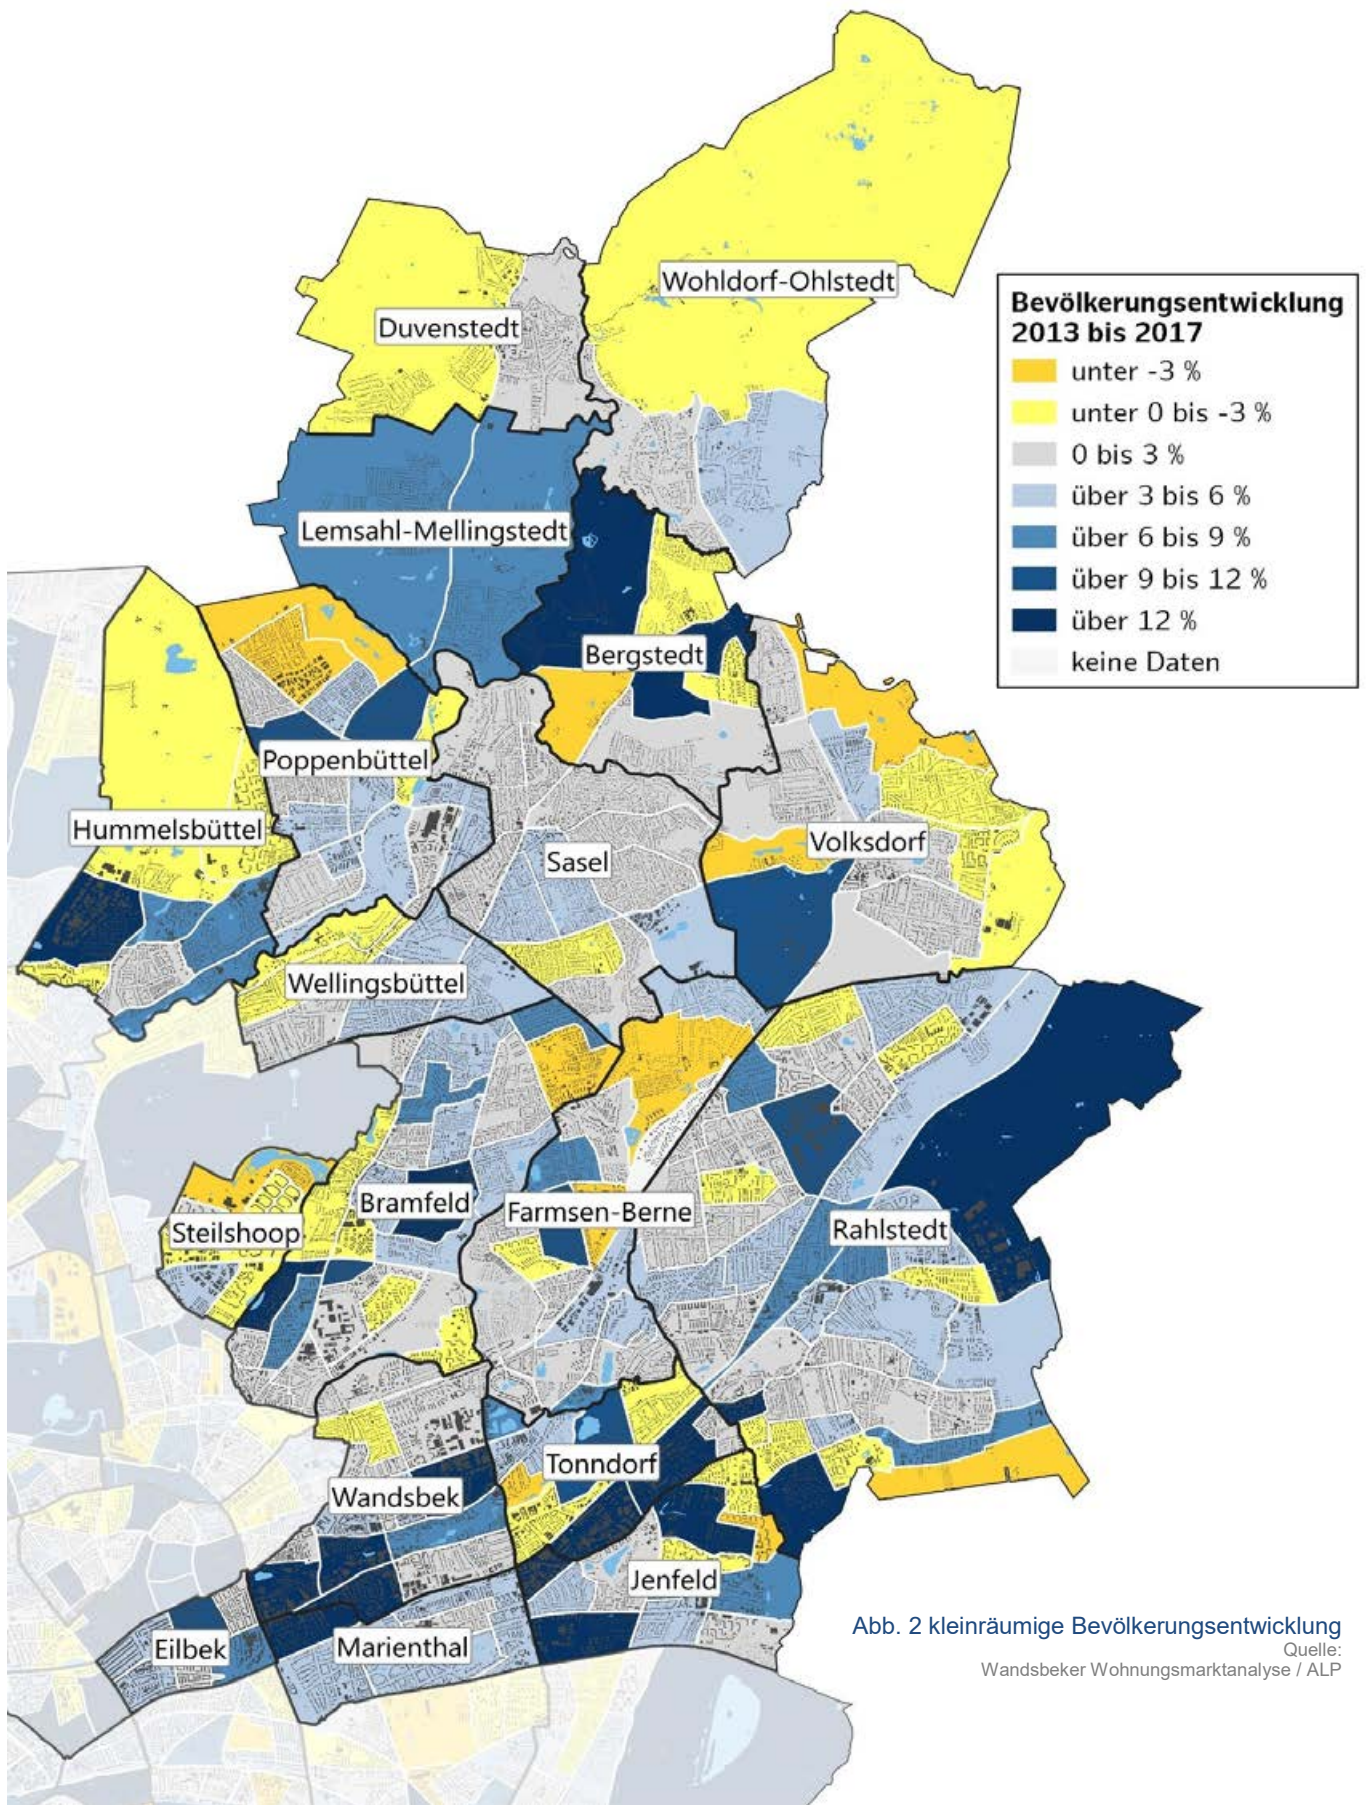 Wohldorf-Ohlstedt
Duvenstedt
Bevölkerungsentwicklung
2013 bis 2017
unter -3 %
unter 0 bis -3 %
0 bis 3 %
über 3 bis 6 %
über 6 bis 9 %
über 9 bis 12 %
über 12 %
keine Daten
Lemsahl-Mellingstedt
Bergstedt
Poppenbüttel
Hummelsbüttel
Volksdorf
Sasel
Wellingsbüttel
Bramfeld
Farmsen-Berne
Steilshoop
Rahlstedt
Tonndorf
Wandsbek
Jenfeld
Eilbek
Marienthal
Abb. 2 kleinräumige Bevölkerungsentwicklung
Quelle:
Wandsbeker Wohnungsmarktanalyse / ALP